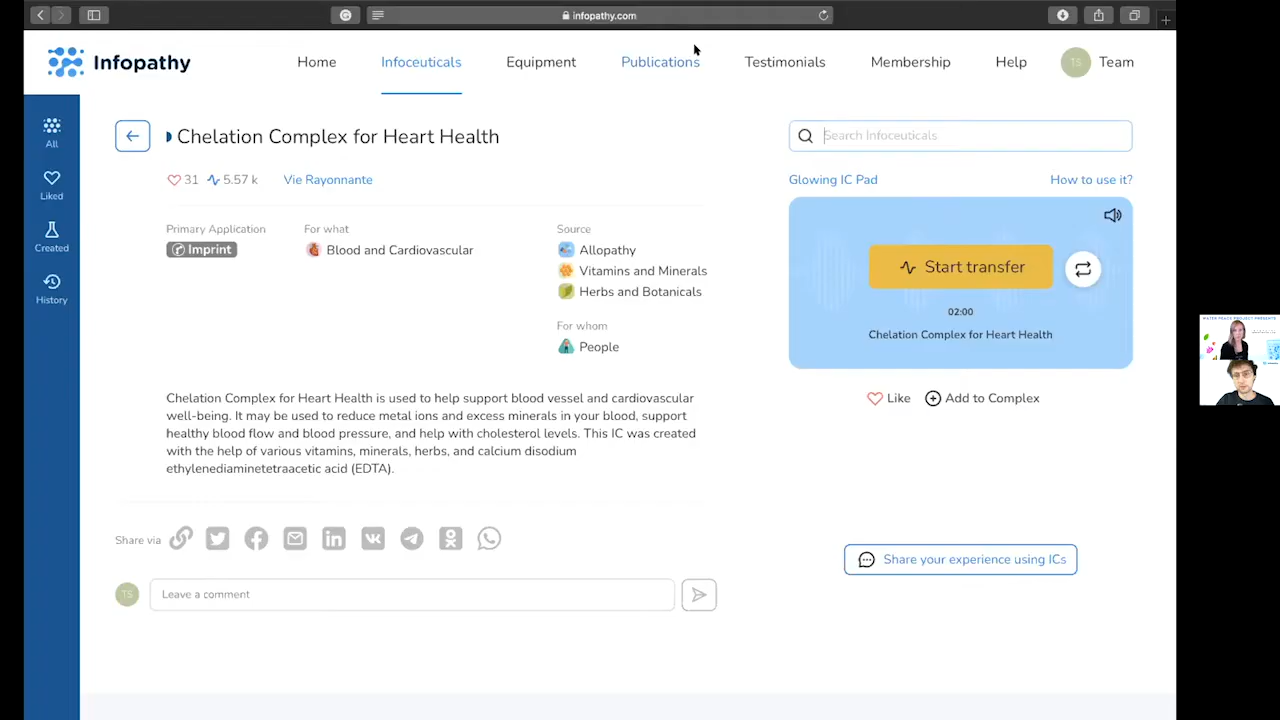 infopathy.com
Infopathy
Home
Infoceuticals
Equipment
Publications
Testimonials
Membership
Help
TS
Team
All
Liked
Created
History
Chelation Complex for Heart Health
31
5.57 k
Vie Rayonnante
Primary Application
Imprint
For what
Blood and Cardiovascular
Source
Allopathy
Vitamins and Minerals
Herbs and Botanicals
For whom
People
Chelation Complex for Heart Health is used to help support blood vessel and cardiovascular
well-being. It may be used to reduce metal ions and excess minerals in your blood, support
healthy blood flow and blood pressure, and help with cholesterol levels. This IC was created
with the help of various vitamins, minerals, herbs, and calcium disodium
ethylenediaminetetraacetic acid (EDTA).
Share via
TS
Leave a comment
Search Infoceuticals
Glowing IC Pad
How to use it?
Start transfer
02:00
Chelation Complex for Heart Health
Like
Add to Complex
Share your experience using ICs
WATER PEACE PROJECT PRESENTS